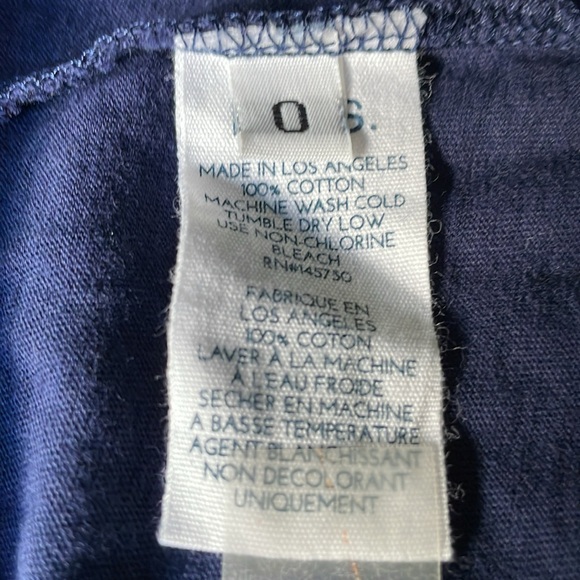 0 S.
MADE IN LOS ANGELES
100% COTTON
MACHINE WASH COLD
TUMBLE DRY LOW
USE NON-CHLORINE
BLEACH
RN#145730
FABRIQUE EN
LOS ANGELES
100% COTTON
LAVER À LA MACHINE
À L'EAU FROIDE
SECHER EN MACHINE
A BASSE TEMPERATURE
AGENT BLANCHISSANT
NON DECOLORANT
UNIQUEMENT